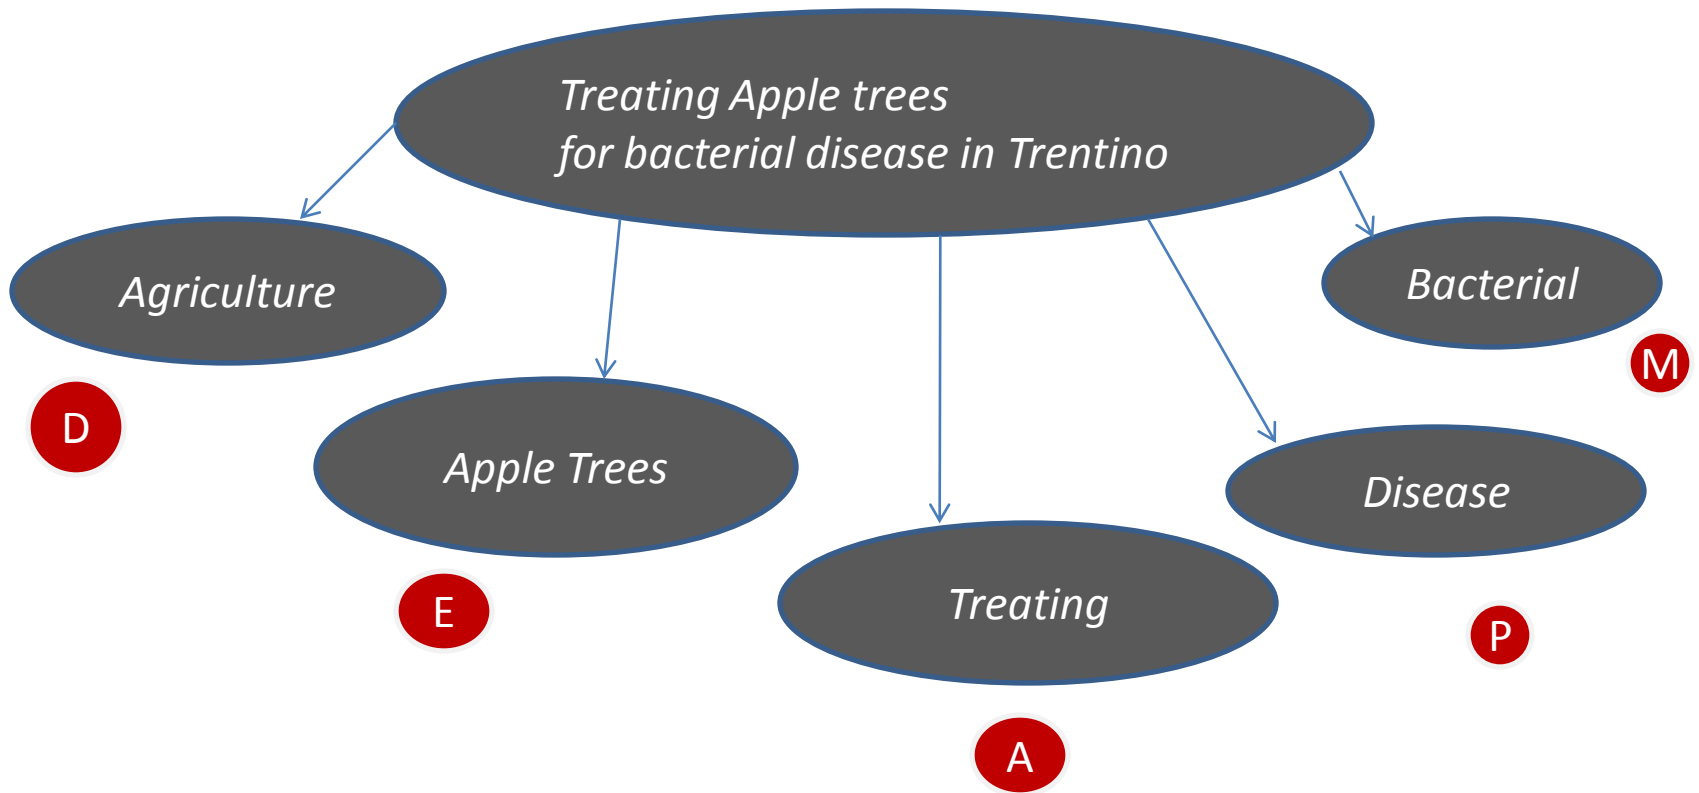 Treating Apple trees
for bacterial disease in Trentino
Agriculture
Bacterial
M
D
Apple Trees
Disease
E
Treating
P
A